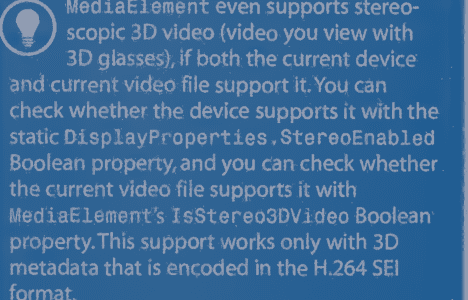 MediaElement even supports stereo-
scopic 3D video (video you view with
3D glasses), if both the current device
and current video file support it. You can
check whether the device supports it with the
static DisplayProperties.StereoEnabled
Boolean property, and you can check whether
the current video file supports it with
MediaElement's IsStereo3DVideo Boolean
property. This support works only with 3D
metadata that is encoded in the H.264 SEI
format.